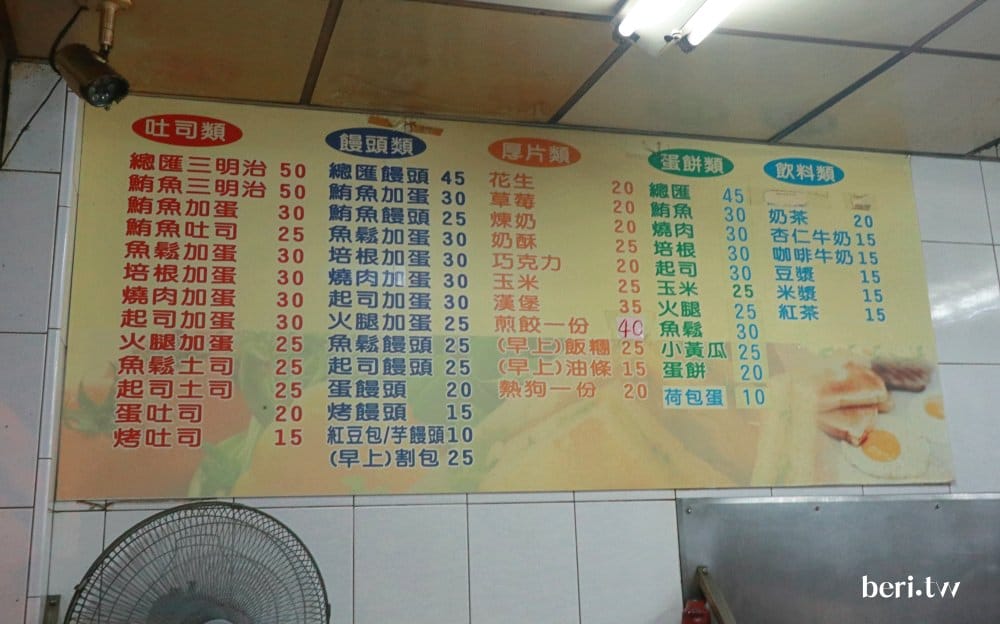 吐司類
總匯三明治 50
鮪魚三明治 50
鮪魚加蛋 30
鮪魚吐司 25
魚鬆加蛋 30
培根加蛋 30
燒肉加蛋 30
起司加蛋 30
火腿加蛋 25
魚鬆土司 25
起司土司 25
蛋吐司 20
烤吐司 15
饅頭類
總匯饅頭 45
鮪魚加蛋 30
鮪魚饅頭 25
魚鬆加蛋 30
培根加蛋 30
燒肉加蛋 30
起司加蛋 30
火腿加蛋 25
魚鬆饅頭 25
起司饅頭 25
蛋饅頭 20
烤饅頭 15
紅豆包/芋饅頭10
(早上)割包 25
厚片類
花生 20
草莓 20
煉奶 20
奶酥 25
巧克力 20
玉米 25
漢堡 35
煎餃一份 40
(早上)飯糰 25
(早上)油條 15
熱狗一份 20
蛋餅類
總匯 45
鮪魚 30
燒肉 30
培根 30
起司 30
玉米 25
火腿 25
魚鬆 30
小黃瓜 25
蛋餅 20
荷包蛋 10
飲料類
奶茶 20
杏仁牛奶 15
咖啡牛奶 15
豆漿 15
米漿 15
紅茶 15
beri.tw